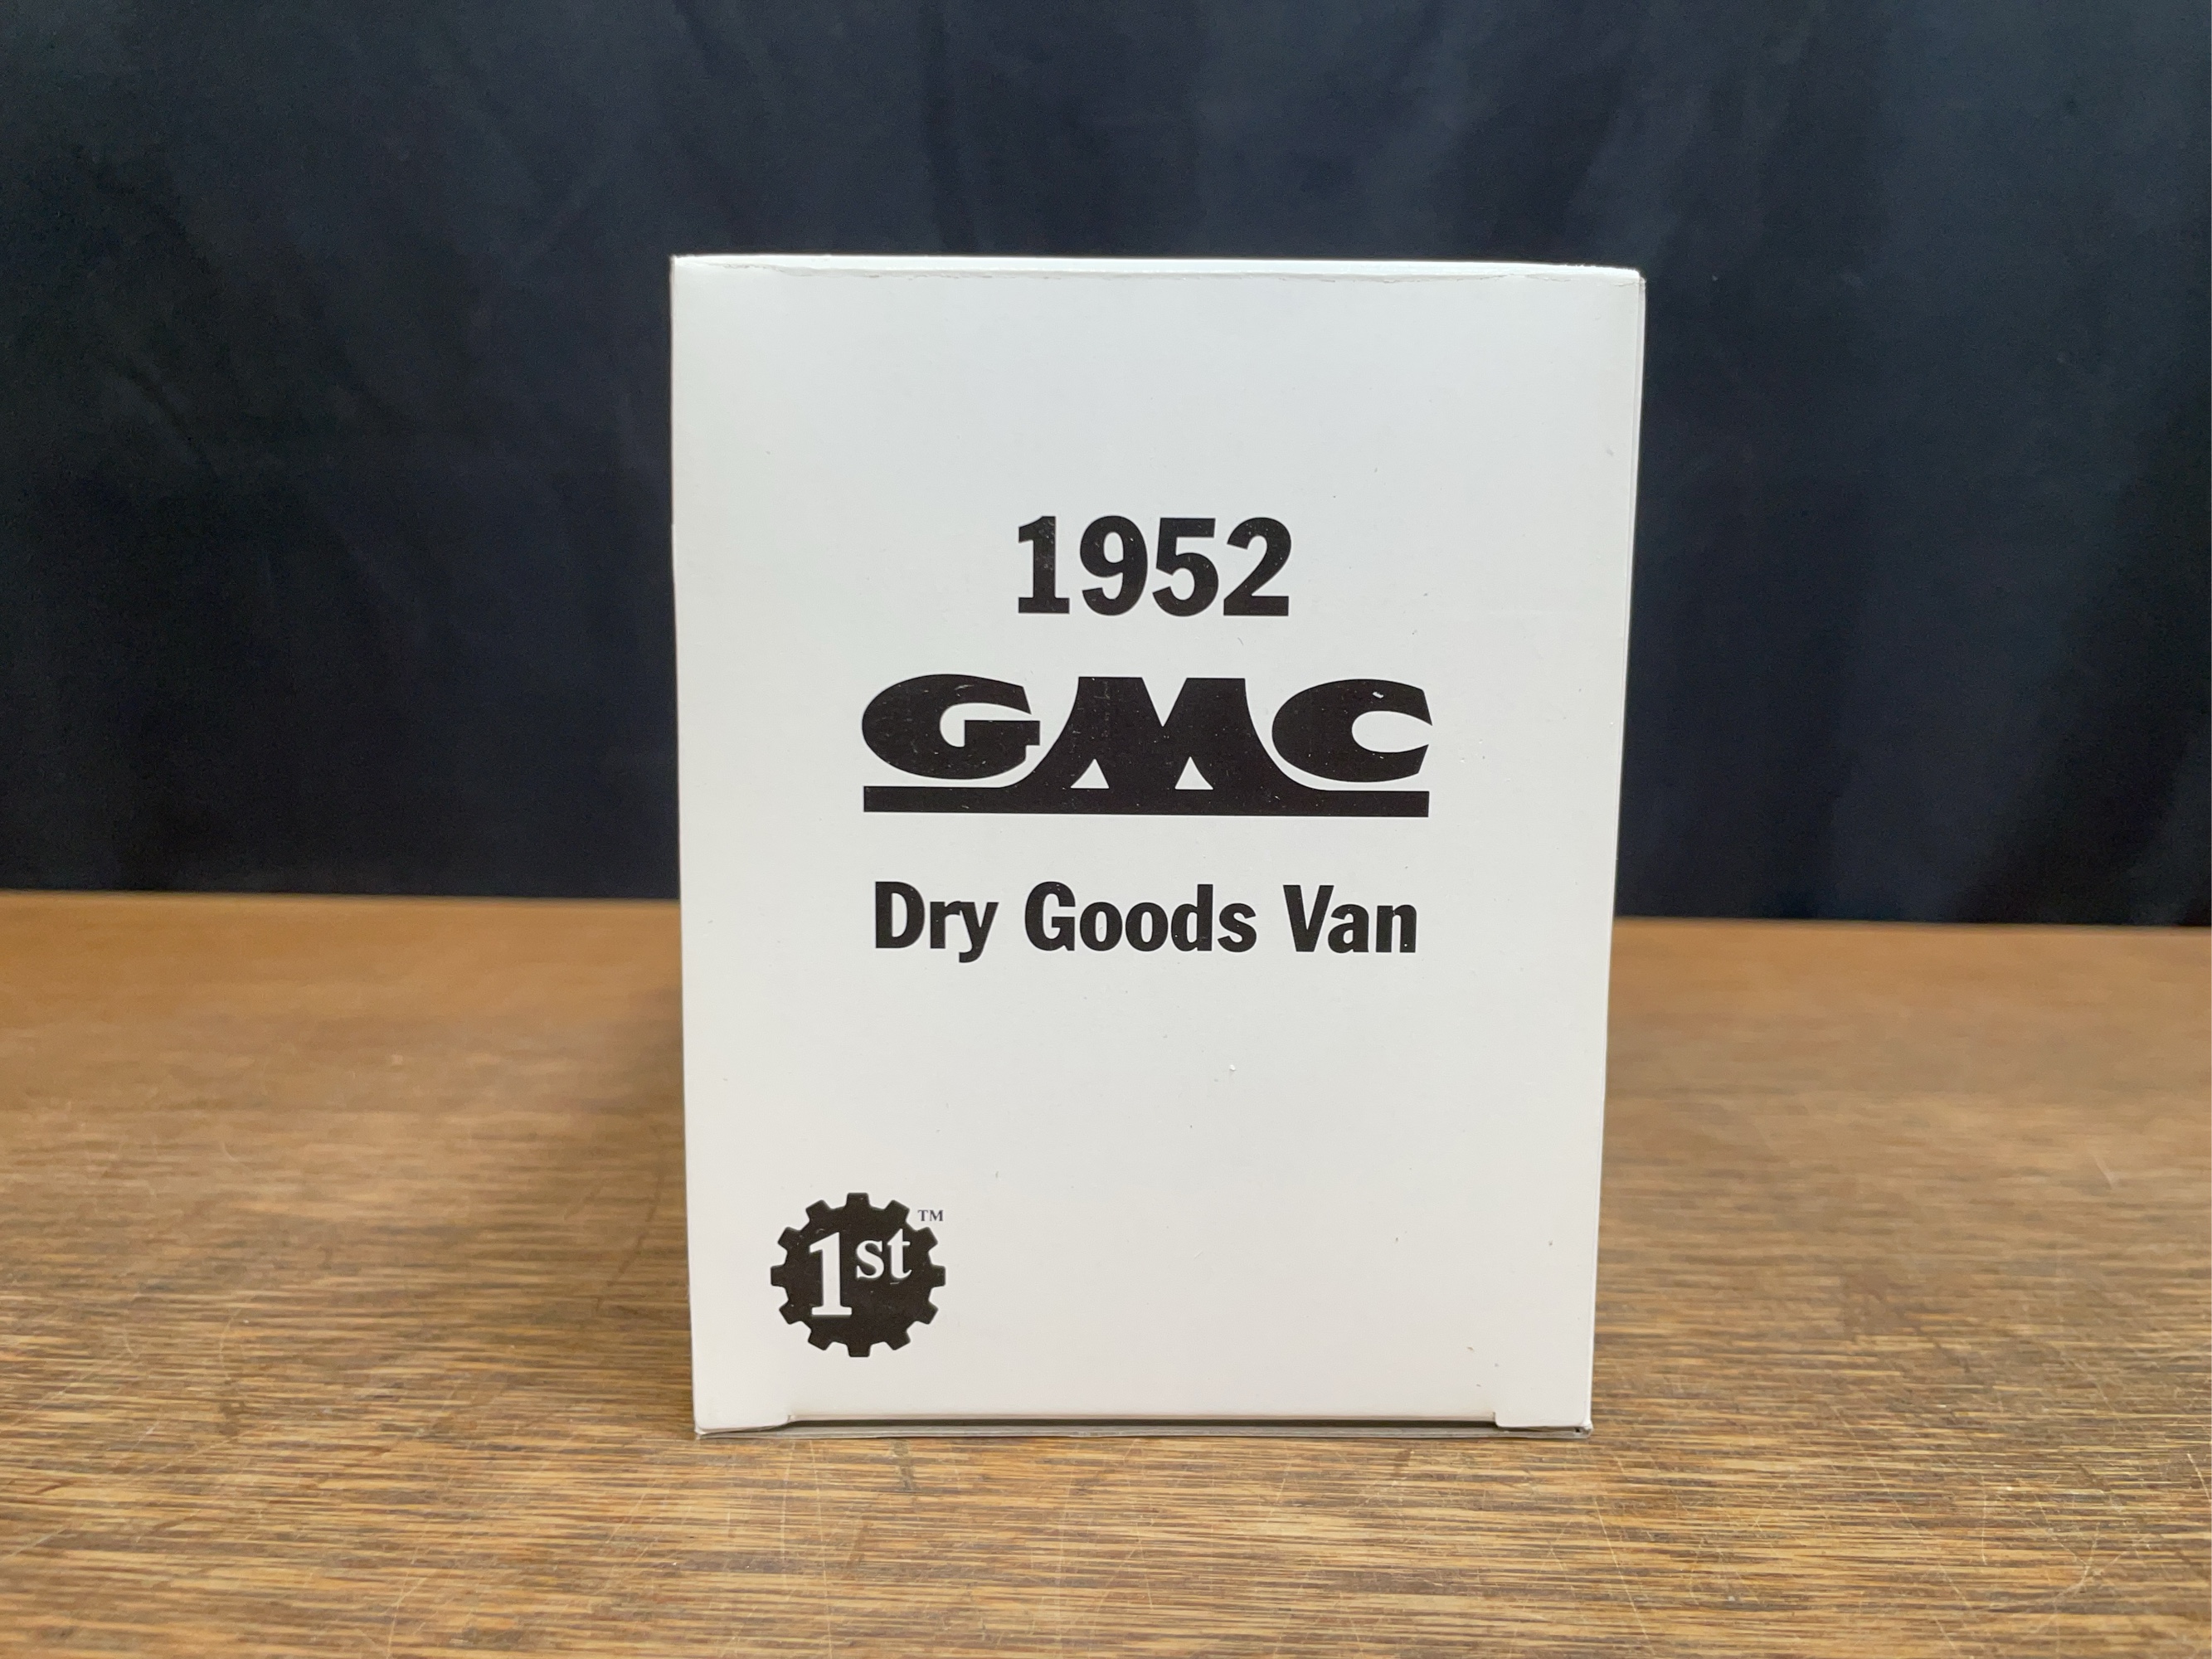 1952
GMC
Dry Goods Van
1st™